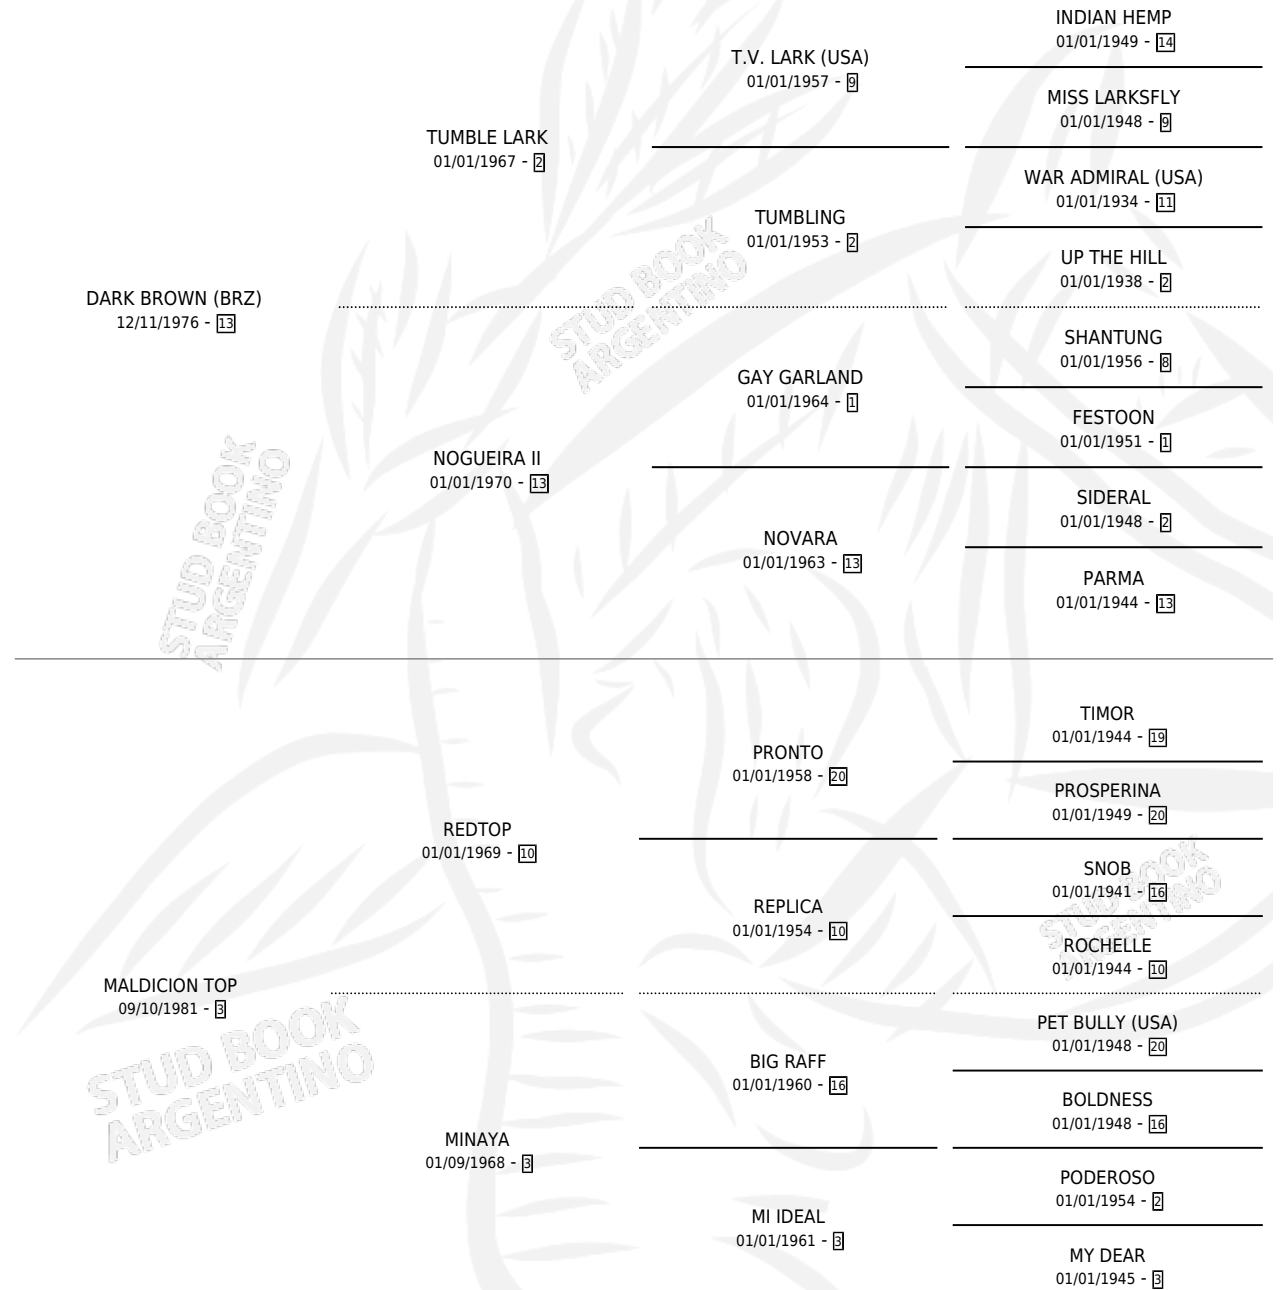 INDIAN HEMP
01/01/1949 - 14
T.V. LARK (USA)
01/01/1957 - 9
MISS LARKSFLY
01/01/1948 - 9
TUMBLE LARK
01/01/1967 - 2
WAR ADMIRAL (USA)
01/01/1934 - 11
TUMBLING
01/01/1953 - 2
UP THE HILL
01/01/1938 - 2
DARK BROWN (BRZ)
12/11/1976 - 13
STUD BOOK
ARGENTINO
SHANTUNG
01/01/1956 - 8
GAY GARLAND
01/01/1964 - 1
FESTOON
01/01/1951 - 1
NOGUEIRA II
01/01/1970 - 13
SIDERAL
01/01/1948 - 2
NOVARA
01/01/1963 - 13
PARMA
01/01/1944 - 13
STUD BOOK
ARGENTINO
TIMOR
01/01/1944 - 19
PRONTO
01/01/1958 - 20
PROSPERINA
01/01/1949 - 20
REDTOP
01/01/1969 - 10
SNOB
01/01/1941 - 16
REPLICA
01/01/1954 - 10
STUD BOOK
ARGENTINO
ROCHELLE
01/01/1944 - 10
MALDICION TOP
09/10/1981 - 3
STUD BOOK
ARGENTINO
PET BULLY (USA)
01/01/1948 - 20
BIG RAFF
01/01/1960 - 16
BOLDNESS
01/01/1948 - 16
MINAYA
01/09/1968 - 3
PODEROSO
01/01/1954 - 2
MI IDEAL
01/01/1961 - 3
MY DEAR
01/01/1945 - 3